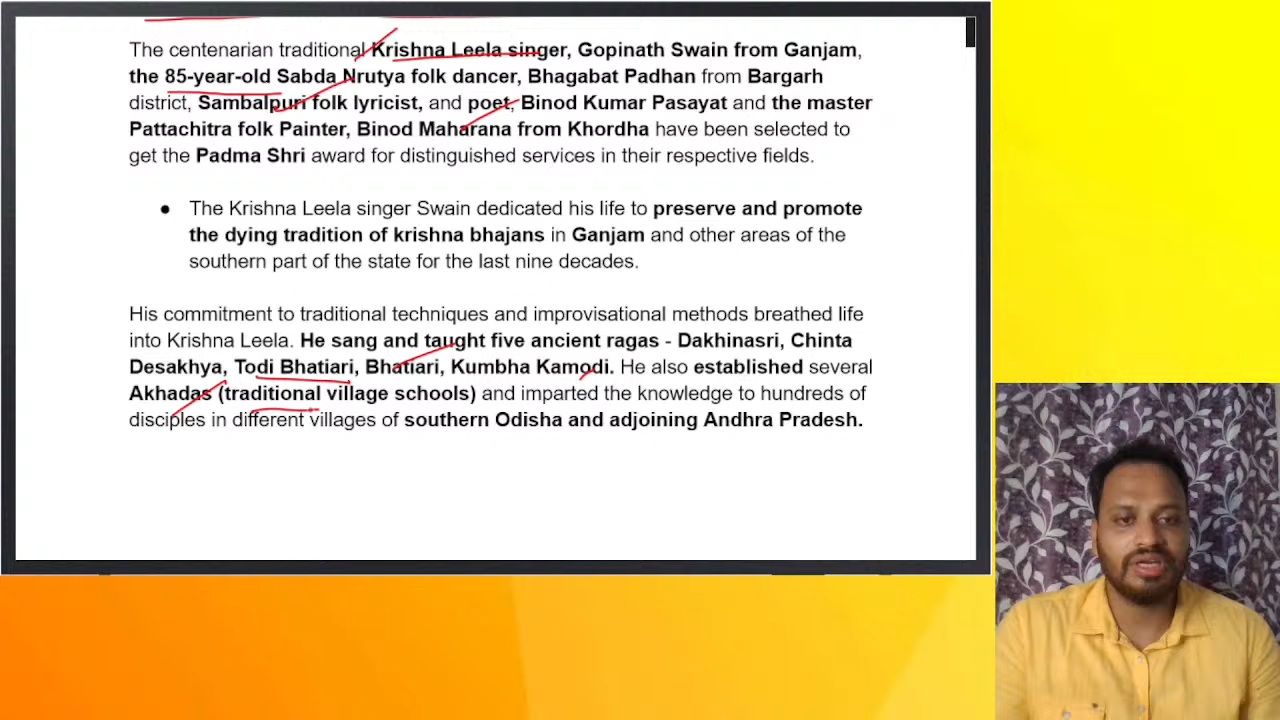 The centenarian traditional Krishna Leela singer, Gopinath Swain from Ganjam,
the 85-year-old Sabda Nrutya folk dancer, Bhagabat Padhan from Bargarh
district, Sambalpuri folk lyricist, and poet, Binod Kumar Pasayat and the master
Pattachitra folk Painter, Binod Maharana from Khordha have been selected to
get the Padma Shri award for distinguished services in their respective fields.
● The Krishna Leela singer Swain dedicated his life to preserve and promote
the dying tradition of krishna bhajans in Ganjam and other areas of the
southern part of the state for the last nine decades.
His commitment to traditional techniques and improvisational methods breathed life
into Krishna Leela. He sang and taught five ancient ragas - Dakhinasri, Chinta
Desakhya, Todi Bhatiari, Bhatiari, Kumbha Kamodi. He also established several
Akhadas (traditional village schools) and imparted the knowledge to hundreds of
disciples in different villages of southern Odisha and adjoining Andhra Pradesh.